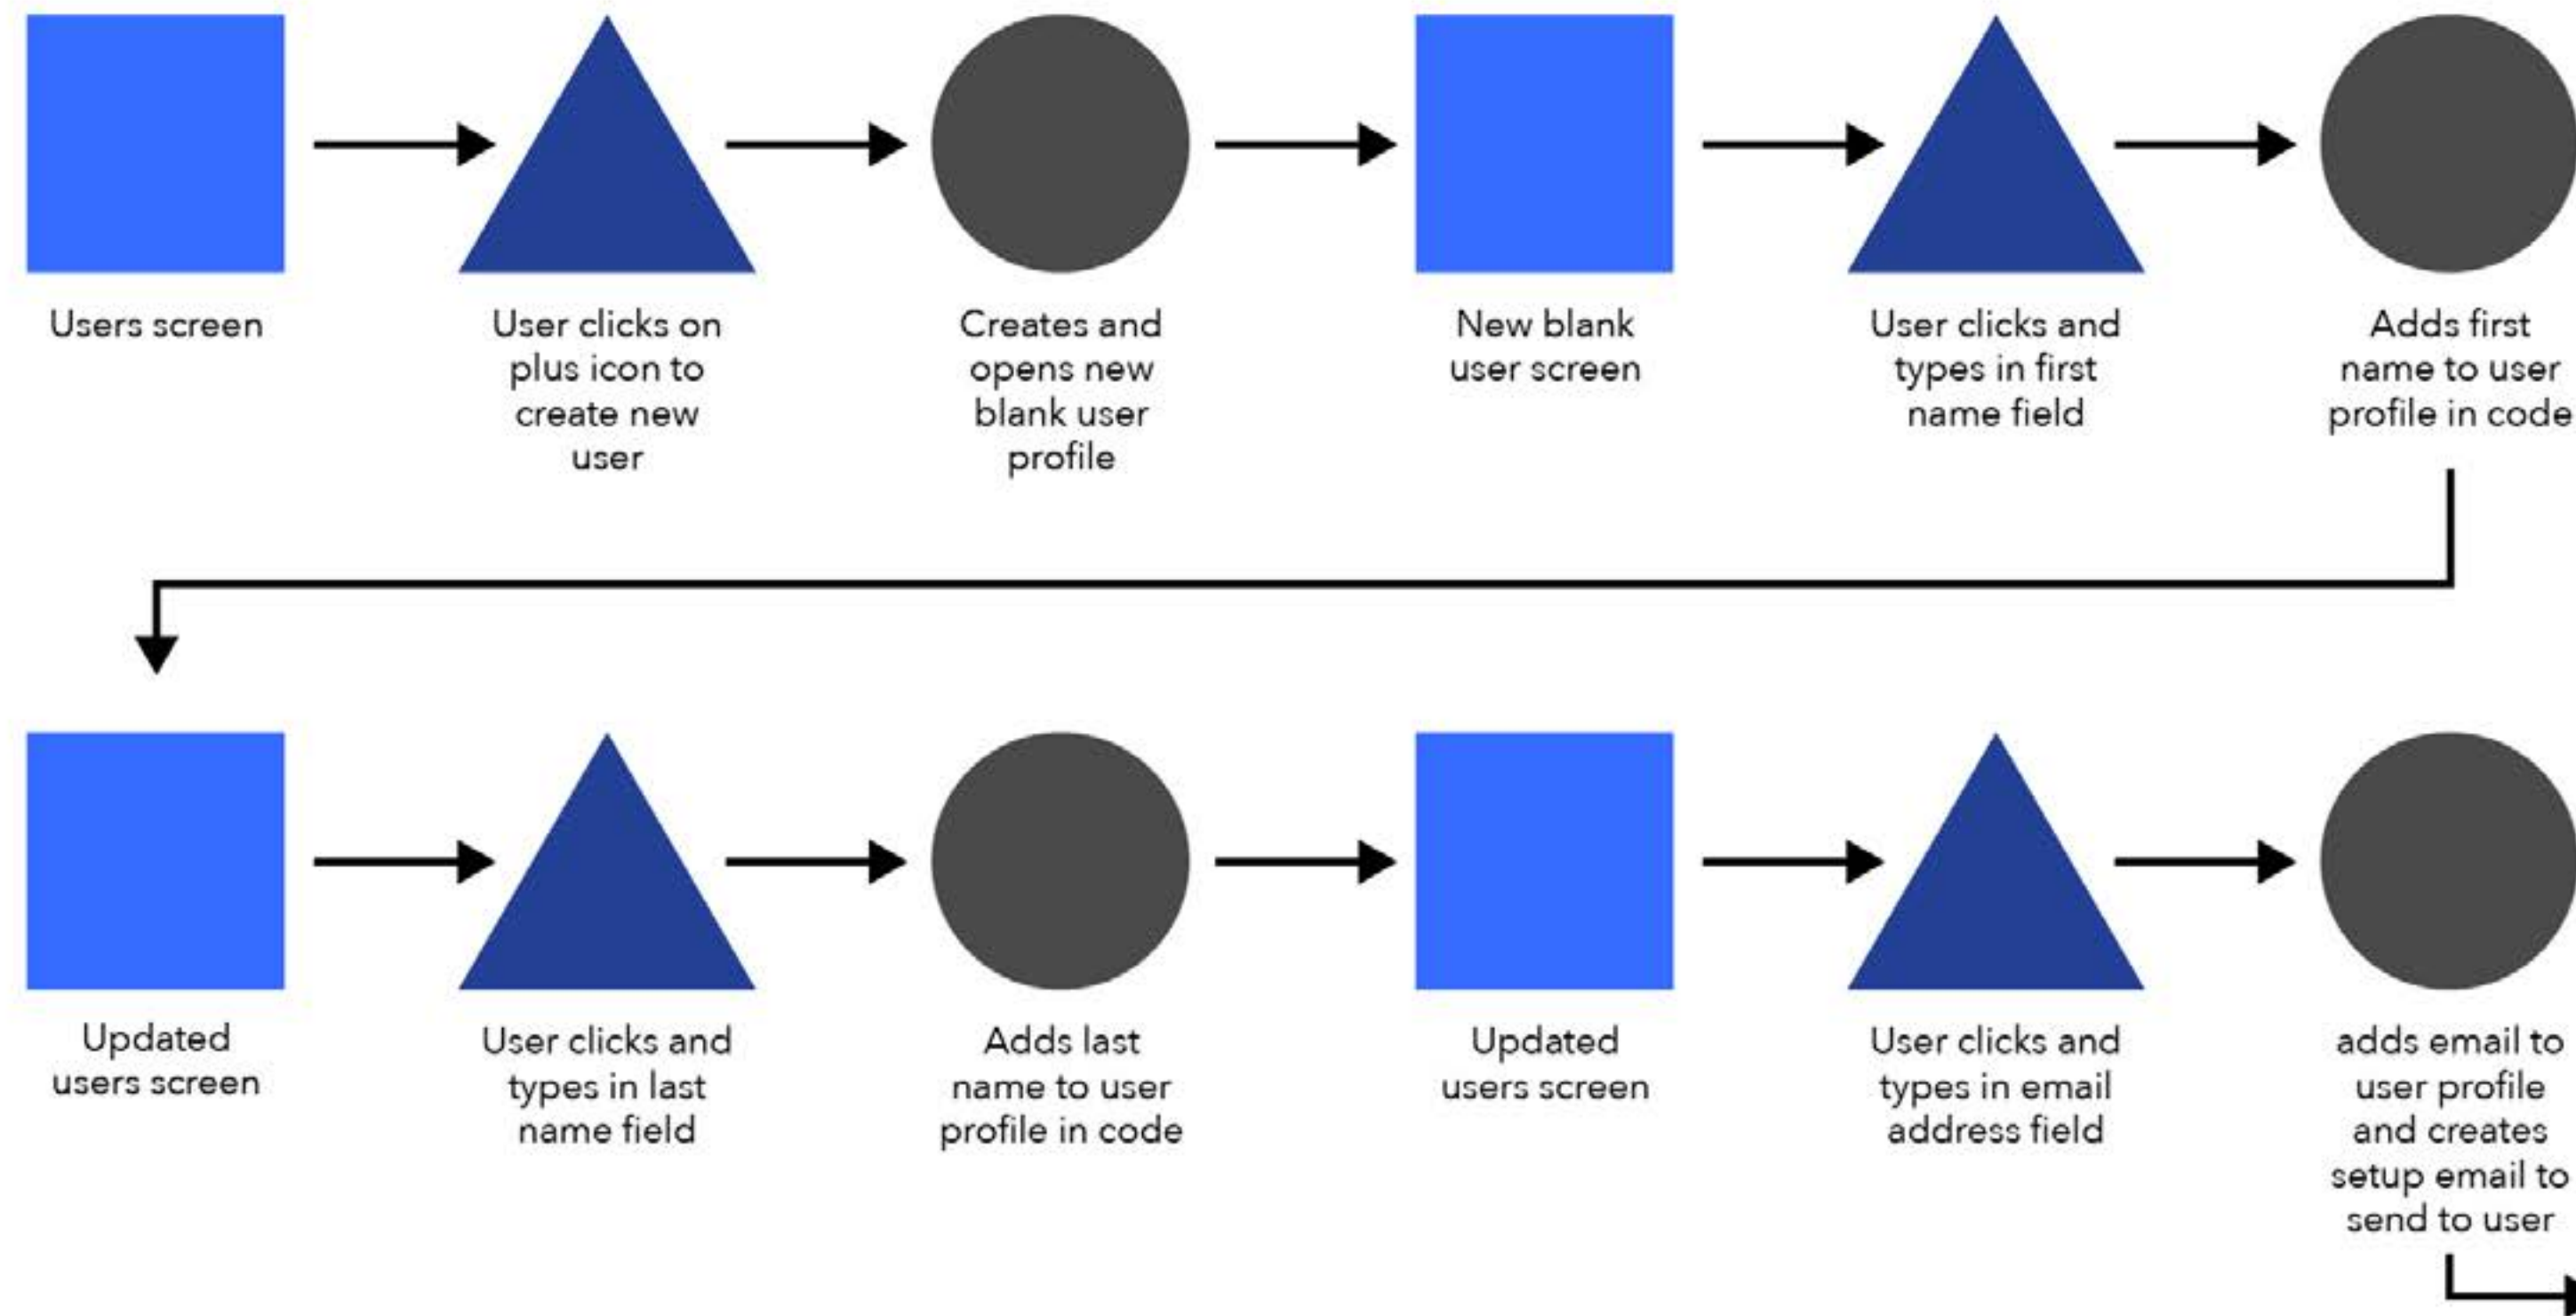 Users screen
User clicks on
plus icon to
create new
user
Creates and
opens new
blank user
profile
New blank
user screen
User clicks and
types in first
name field
Adds first
name to user
profile in code
Updated
users screen
User clicks and
types in last
name field
Adds last
name to user
profile in code
Updated
users screen
User clicks and
types in email
address field
adds email to
user profile
and creates
setup email to
send to user